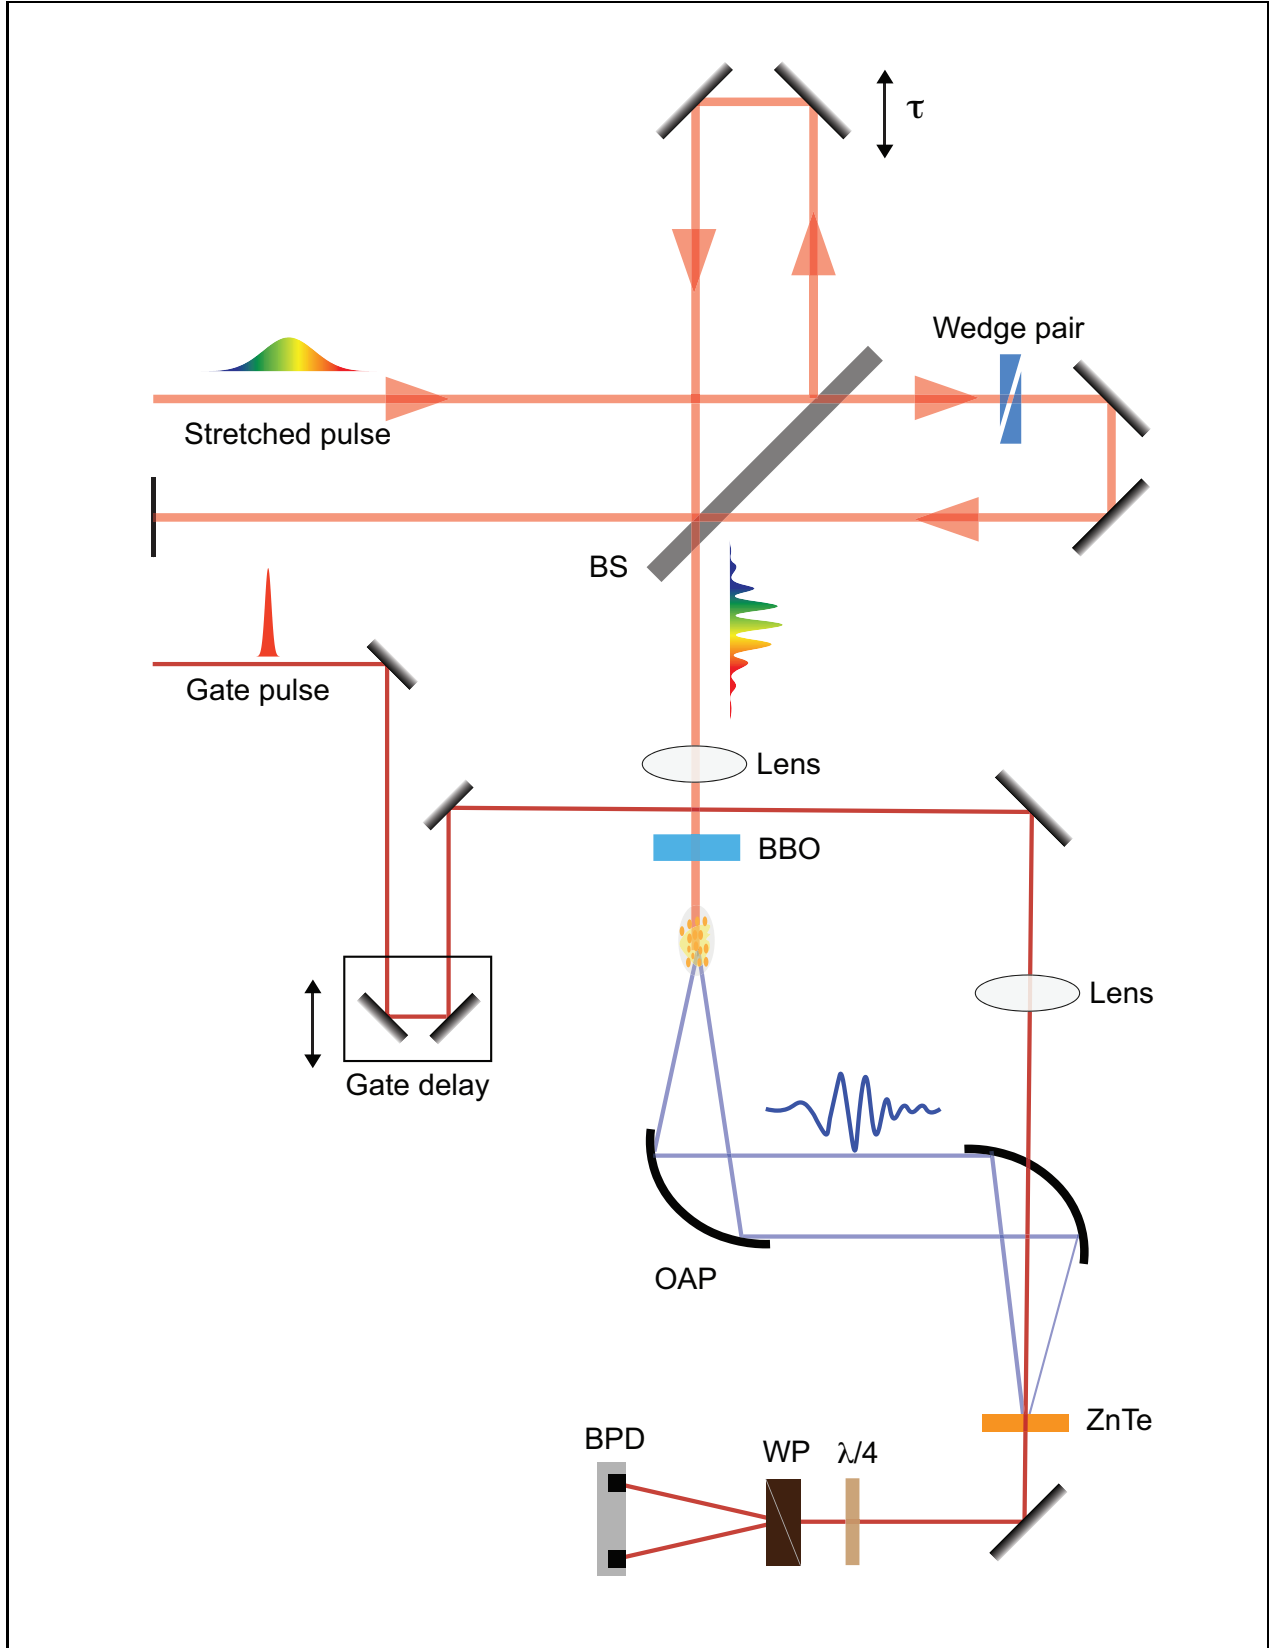 τ
Wedge pair
Stretched pulse
BS
Gate pulse
Lens
BBO
Lens
Gate delay
OAP
ZnTe
BPD
WP
λ/4